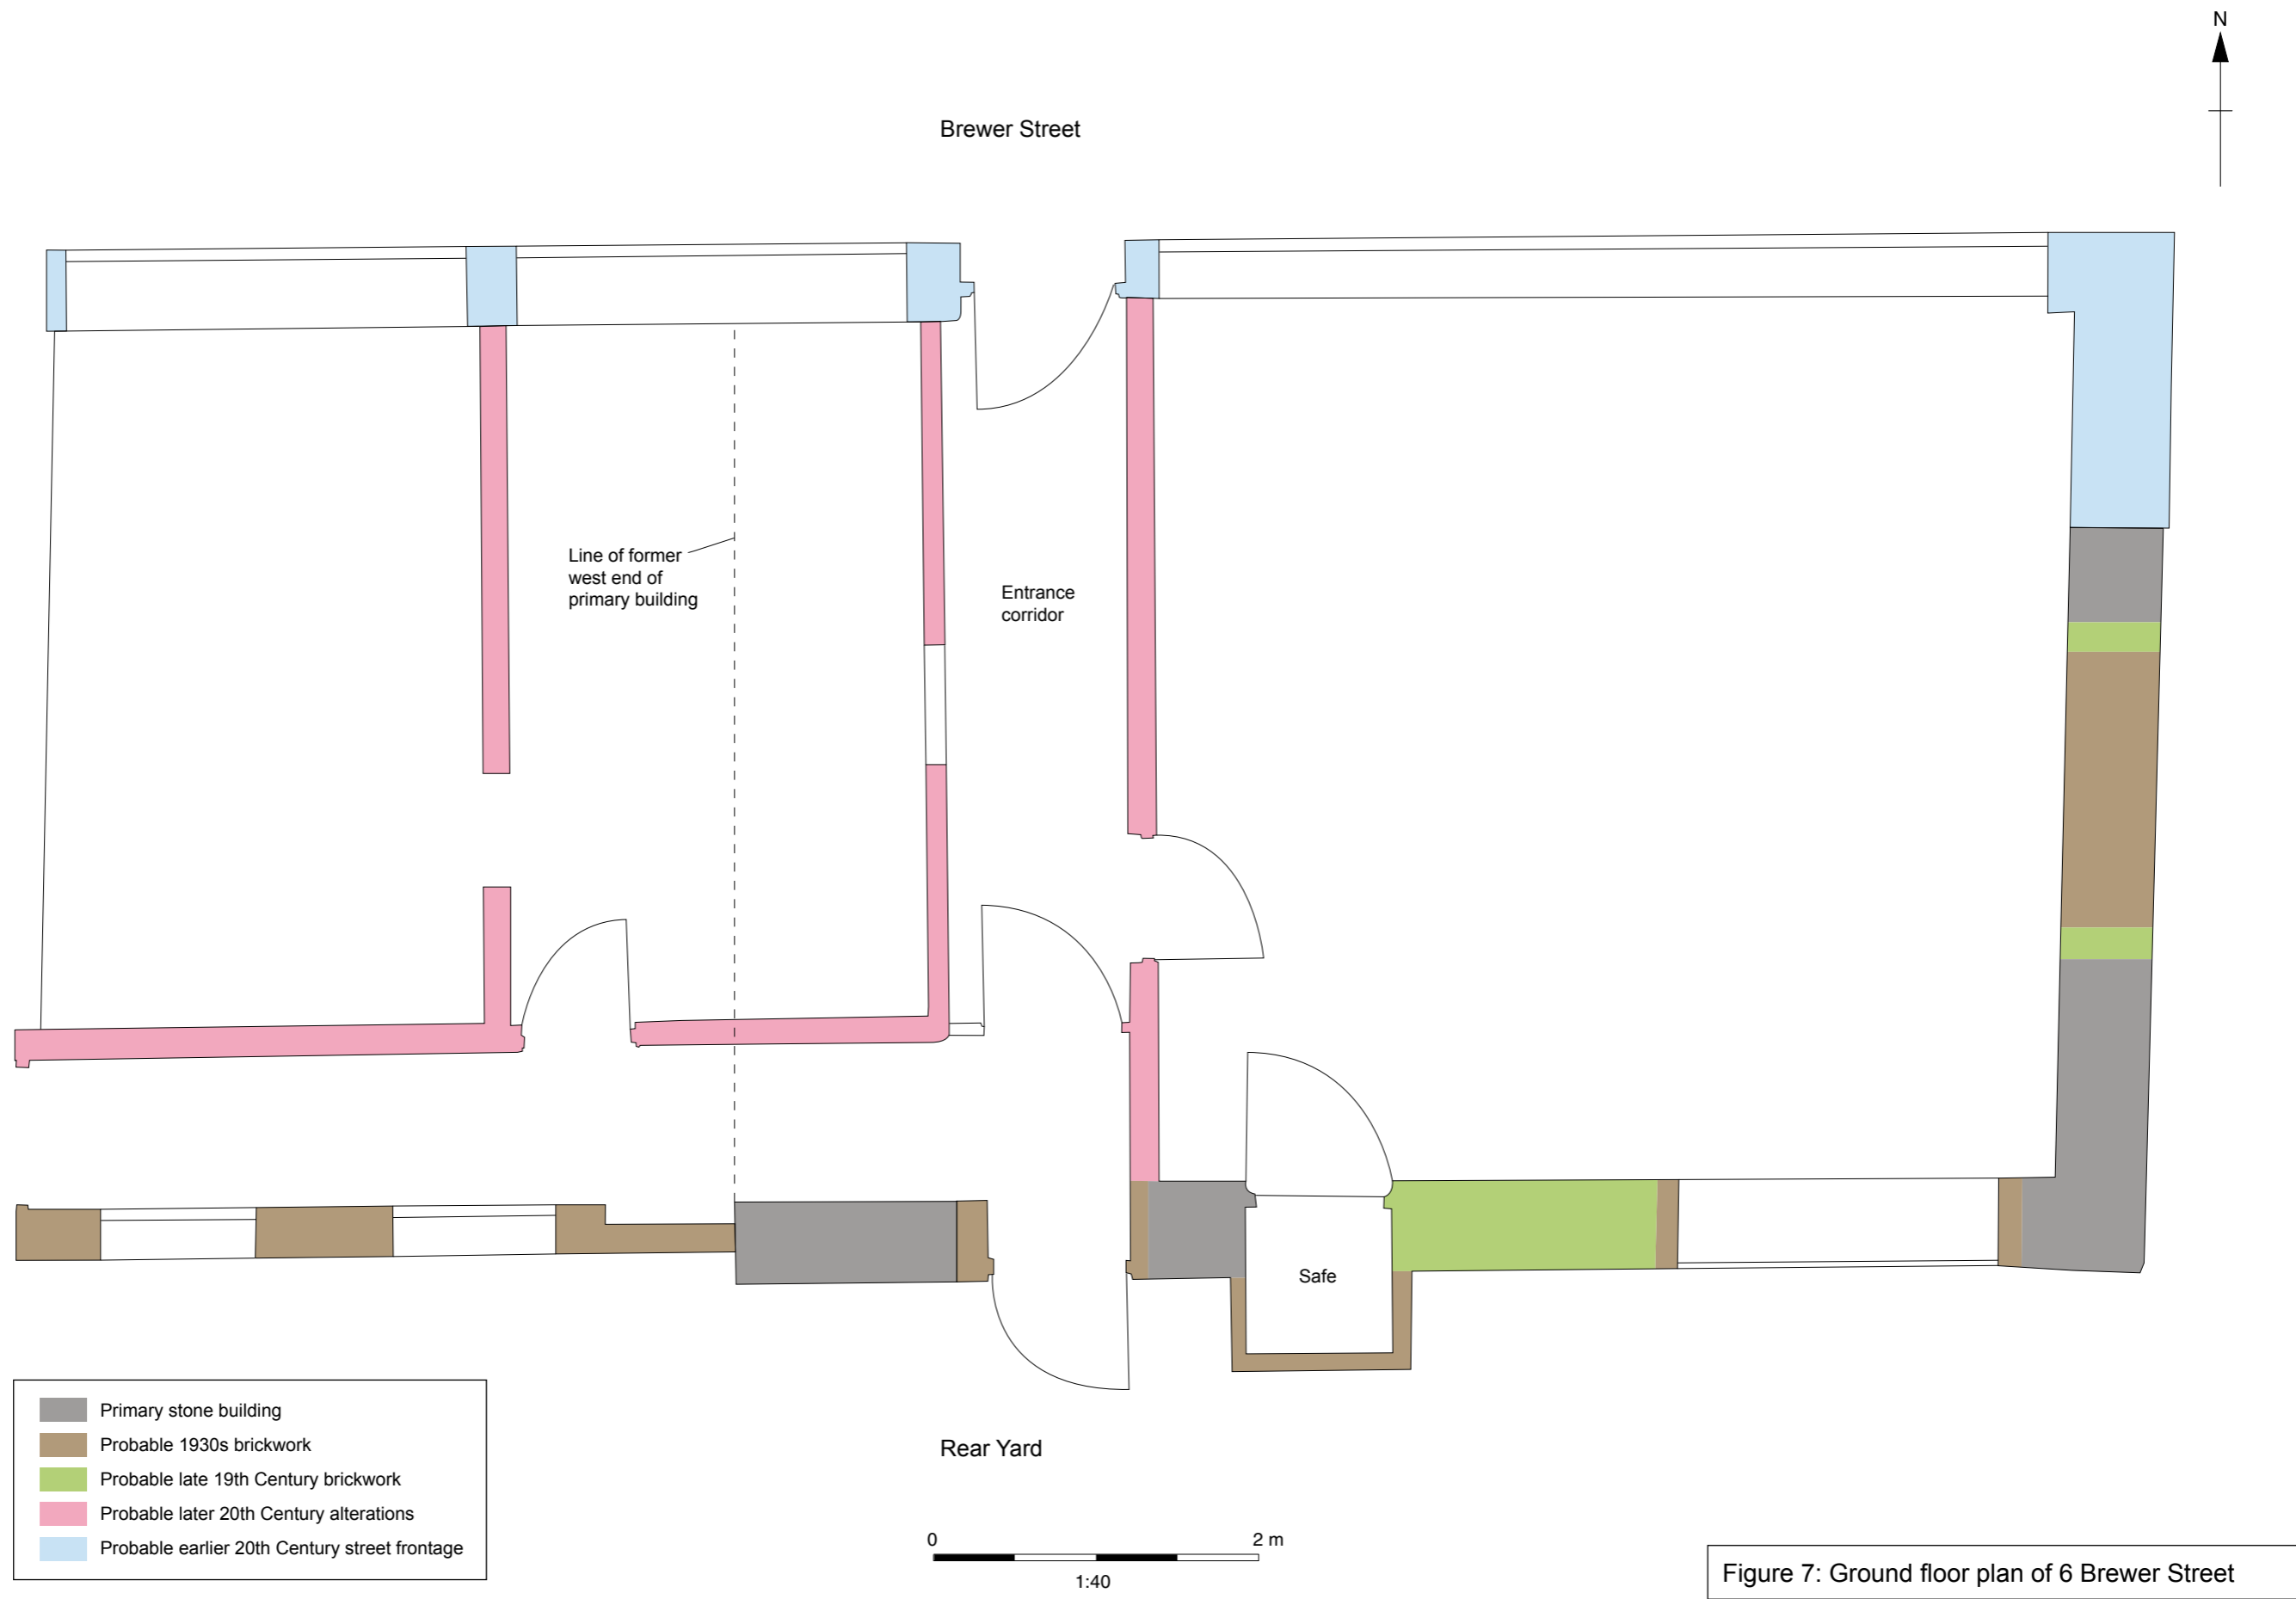 N
Brewer Street
Line of former
west end of
primary building
Entrance
corridor
Safe
Rear Yard
Primary stone building
Probable 1930s brickwork
Probable late 19th Century brickwork
Probable later 20th Century alterations
Probable earlier 20th Century street frontage
0 2 m
1:40
Figure 7: Ground floor plan of 6 Brewer Street